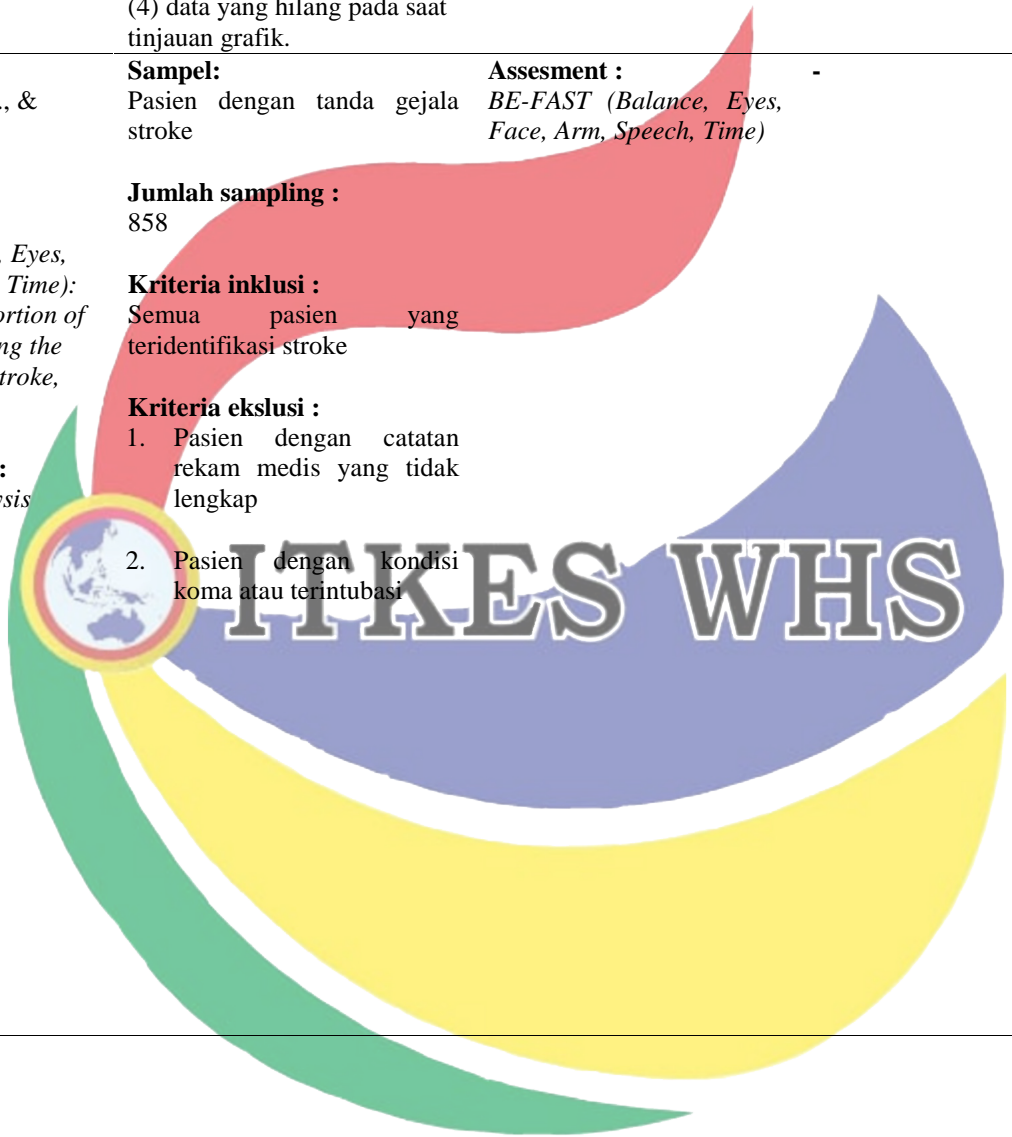 (4) data yang hilang pada saat
tinjauan grafik.
., &
, Eyes,
Time):
ortion of
ng the
troke,
:
ysis
Sampel:
Pasien dengan tanda gejala
stroke
Jumlah sampling :
858
Kriteria inklusi :
Semua pasien yang
teridentifikasi stroke
Kriteria ekslusi :
1. Pasien dengan catatan
rekam medis yang tidak
lengkap
2. Pasien dengan kondisi
koma atau terintubasi
Assesment :
BE-FAST (Balance, Eyes,
Face, Arm, Speech, Time)
-
ITKES WHS